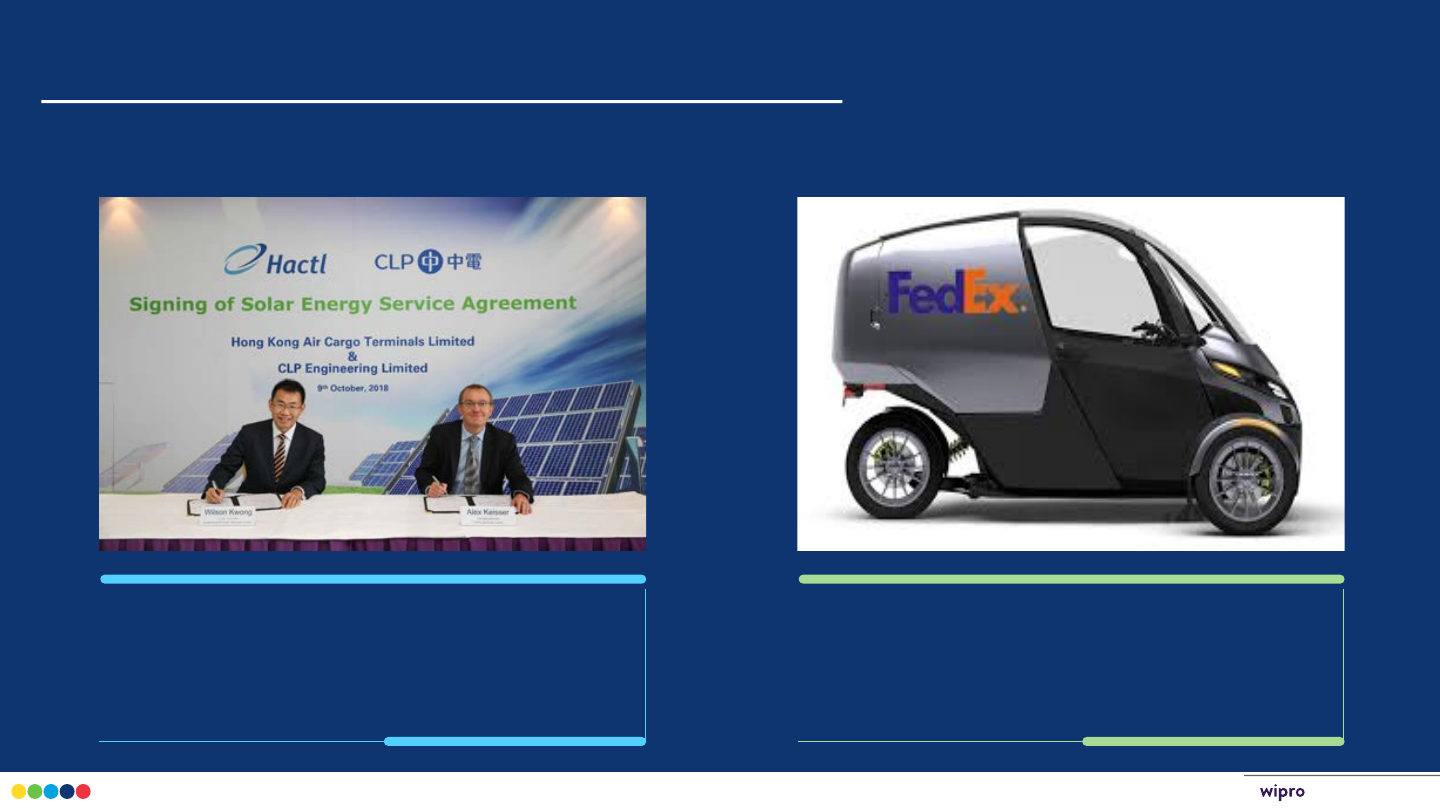 Hactl CLP 中 中電
Signing of Solar Energy Service Agreement
Hong Kong Air Cargo Terminals Limited
&
CLP Engineering Limited
9th October, 2018
Wilson Kwong
Alex Keisser
FedEx
wipro